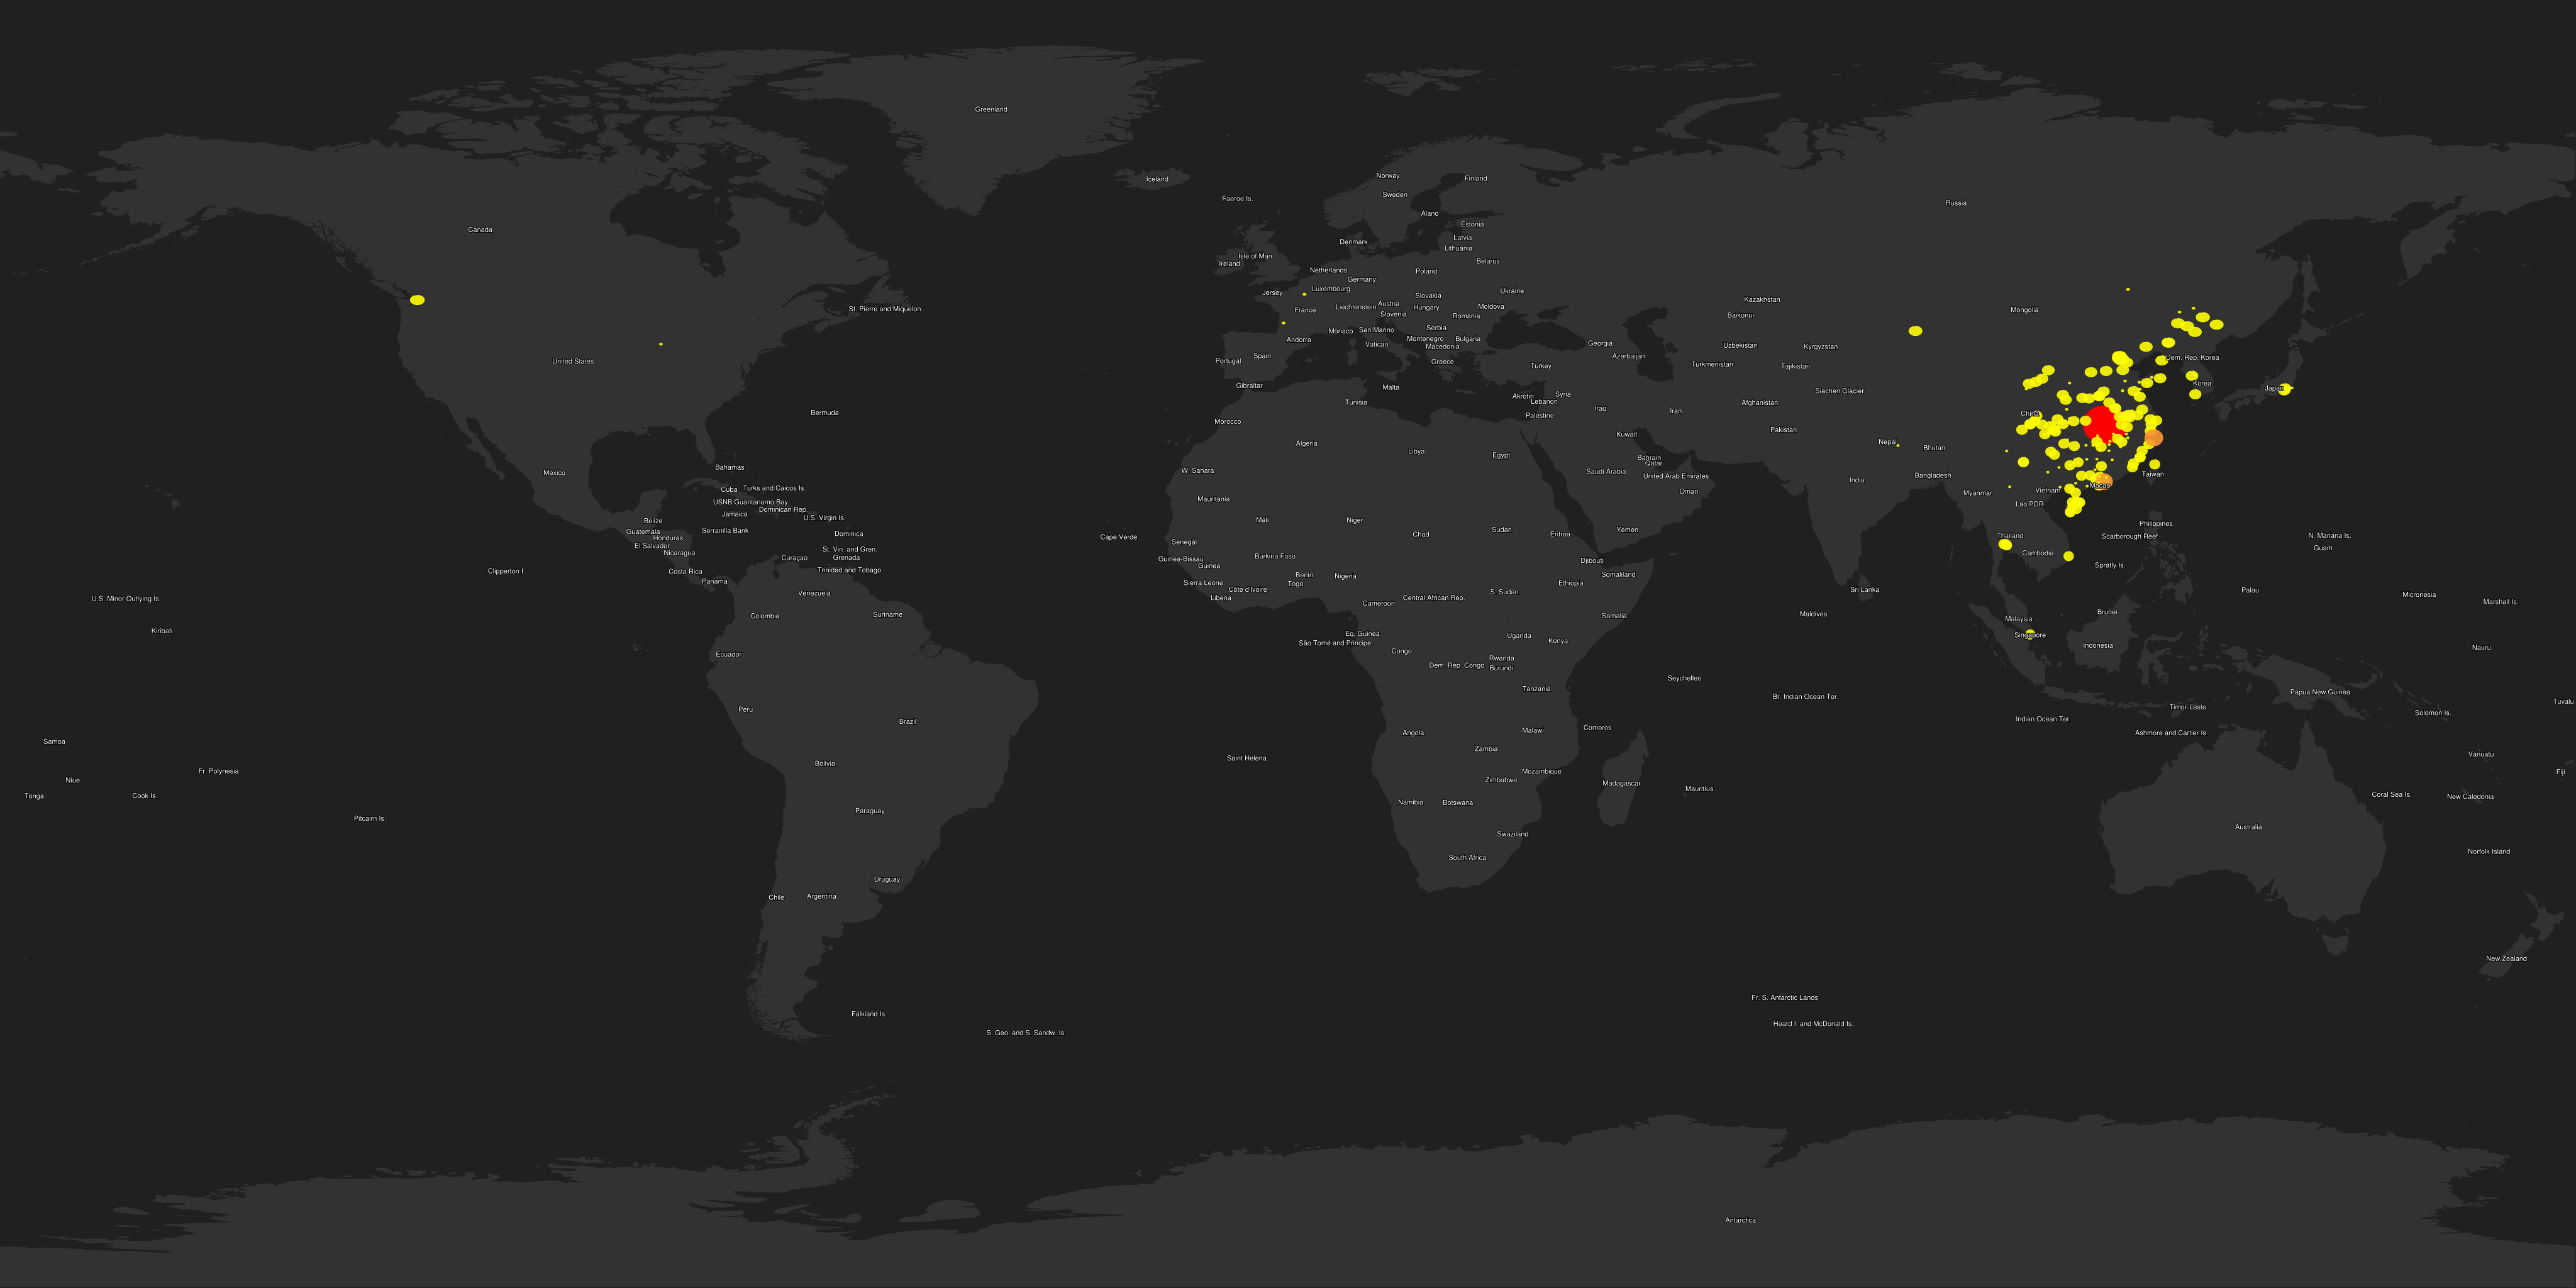 Greenland
Iceland
Norway
Finland
Faeroe Is.
Sweden
Russia
Aland
Canada
Estonia
Latvia
Denmark
Lithuania
Isle of Man
Ireland
Belarus
Netherlands
Poland
Germany
Luxembourg
Jersey
Ukraine
Slovakia
Kazakhstan
Austria
Liechtenstein
Hungary
Moldova
St. Pierre and Miquelon
France
Mongolia
Slovenia
Baikonur
Romania
Serbia
Monaco
San Marino
Andorra
Montenegro
Bulgaria
Vatican
Georgia
Uzbekistan
Macedonia
Kyrgyzstan
Spain
Azerbaijan
Dem. Rep. Korea
United States
Portugal
Greece
Turkmenistan
Turkey
Tajikistan
Korea
Gibraltar
Malta
Japan
Siachen Glacier
Syria
Akrotiri
Lebanon
Tunisia
Afghanistan
Iraq
Iran
Bermuda
China
Palestine
Morocco
Pakistan
Kuwait
Algeria
Nepal
Bhutan
Libya
Egypt
Bahrain
Qatar
Bahamas
W. Sahara
Saudi Arabia
Mexico
Taiwan
Bangladesh
United Arab Emirates
India
Macao
Turks and Caicos Is.
Cuba
Vietnam
Oman
Myanmar
Mauritania
USNB Guantanamo Bay
Lao PDR
Dominican Rep.
Jamaica
U.S. Virgin Is.
Belize
Mali
Niger
Philippines
Serranilla Bank
Sudan
Yemen
Guatemala
Dominica
Chad
Eritrea
Thailand
N. Mariana Is.
Scarborough Reef
Cape Verde
Honduras
Senegal
El Salvador
Guam
St. Vin. and Gren.
Nicaragua
Cambodia
Burkina Faso
Grenada
Curaçao
Guinea-Bissau
Djibouti
Guinea
Spratly Is.
Trinidad and Tobago
Clipperton I.
Costa Rica
Benin
Nigeria
Somaliland
Panama
Sierra Leone
Togo
Ethiopia
Côte d'Ivoire
Sri Lanka
Palau
Venezuela
S. Sudan
Micronesia
U.S. Minor Outlying Is.
Liberia
Central African Rep.
Marshall Is.
Cameroon
Brunei
Maldives
Suriname
Colombia
Somalia
Malaysia
Kiribati
Eq. Guinea
Singapore
Uganda
Kenya
São Tomé and Principe
Indonesia
Nauru
Congo
Ecuador
Rwanda
Dem. Rep. Congo
Burundi
Seychelles
Tanzania
Papua New Guinea
Br. Indian Ocean Ter.
Tuvalu
Timor-Leste
Peru
Solomon Is.
Indian Ocean Ter.
Brazil
Comoros
Malawi
Angola
Ashmore and Cartier Is.
Samoa
Zambia
Vanuatu
Saint Helena
Bolivia
Fr. Polynesia
Mozambique
Fiji
Niue
Zimbabwe
Madagascar
Mauritius
Coral Sea Is.
Tonga
Cook Is.
New Caledonia
Namibia
Botswana
Paraguay
Pitcairn Is.
Australia
Swaziland
Norfolk Island
South Africa
Uruguay
Argentina
Chile
New Zealand
Fr. S. Antarctic Lands
Falkland Is.
Heard I. and McDonald Is.
S. Geo. and S. Sandw. Is.
Antarctica